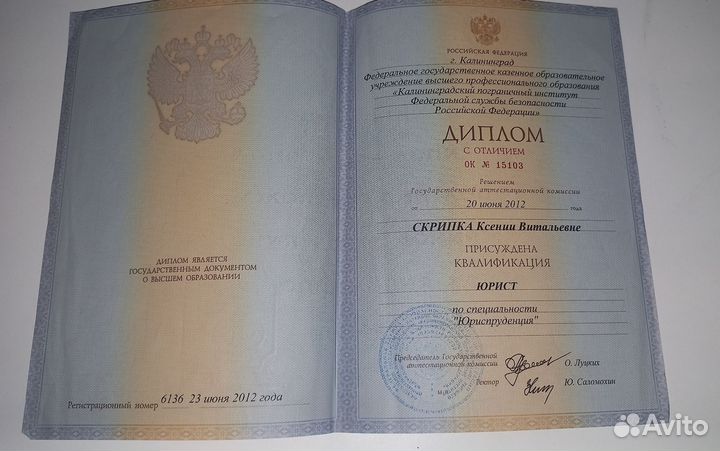 ДИПЛОМ ЯВЛЯЕТСЯ
ГОСУДАРСТВЕННЫМ ДОКУМЕНТОМ
О ВЫСШЕМ ОБРАЗОВАНИИ
Регистрационный номер 6136 23 июня 2012 года
РОССИЙСКАЯ ФЕДЕРАЦИЯ
г. Калининград
Федеральное государственное казенное образовательное
учреждение высшего профессионального образования
«Калининградский пограничный институт
Федеральной службы безопасности
Российской Федерации»
ДИПЛОМ
С ОТЛИЧИЕМ
ОК № 15103
Решением
Государственной аттестационной комиссии
от 20 июня 2012 года
СКРИПКА Ксении Витальевне
ПРИСУЖДЕНА
КВАЛИФИКАЦИЯ
ЮРИСТ
по специальности
"Юриспруденция"
Председатель Государственной
аттестационной комиссии О. Луцких
Ректор Ю. Саломохин
Avito